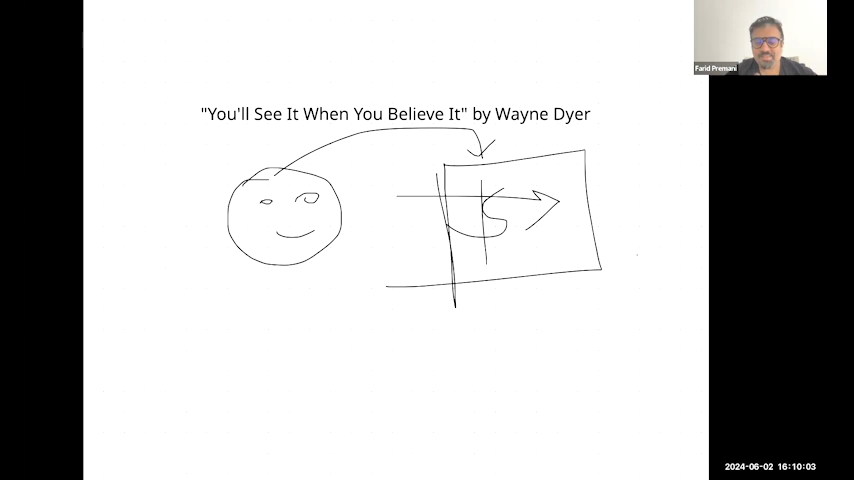 Farid Premani
"You'll See It When You Believe It" by Wayne Dyer
2024-06-02 16:10:03